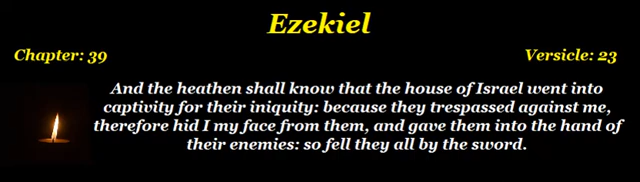 Ezekiel
Chapter: 39
Versicle: 23
And the heathen shall know that the house of Israel went into
captivity for their iniquity: because they trespassed against me,
therefore hid I my face from them, and gave them into the hand of
their enemies: so fell they all by the sword.